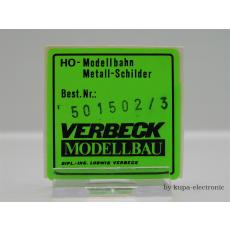 HO-Modellbahn
Metall-Schilder
Best.Nr.:
501502/3
VERBECK
MODELLBAU
DIPL.-ING. LUDWIG VERBECK
by kupa-electronic